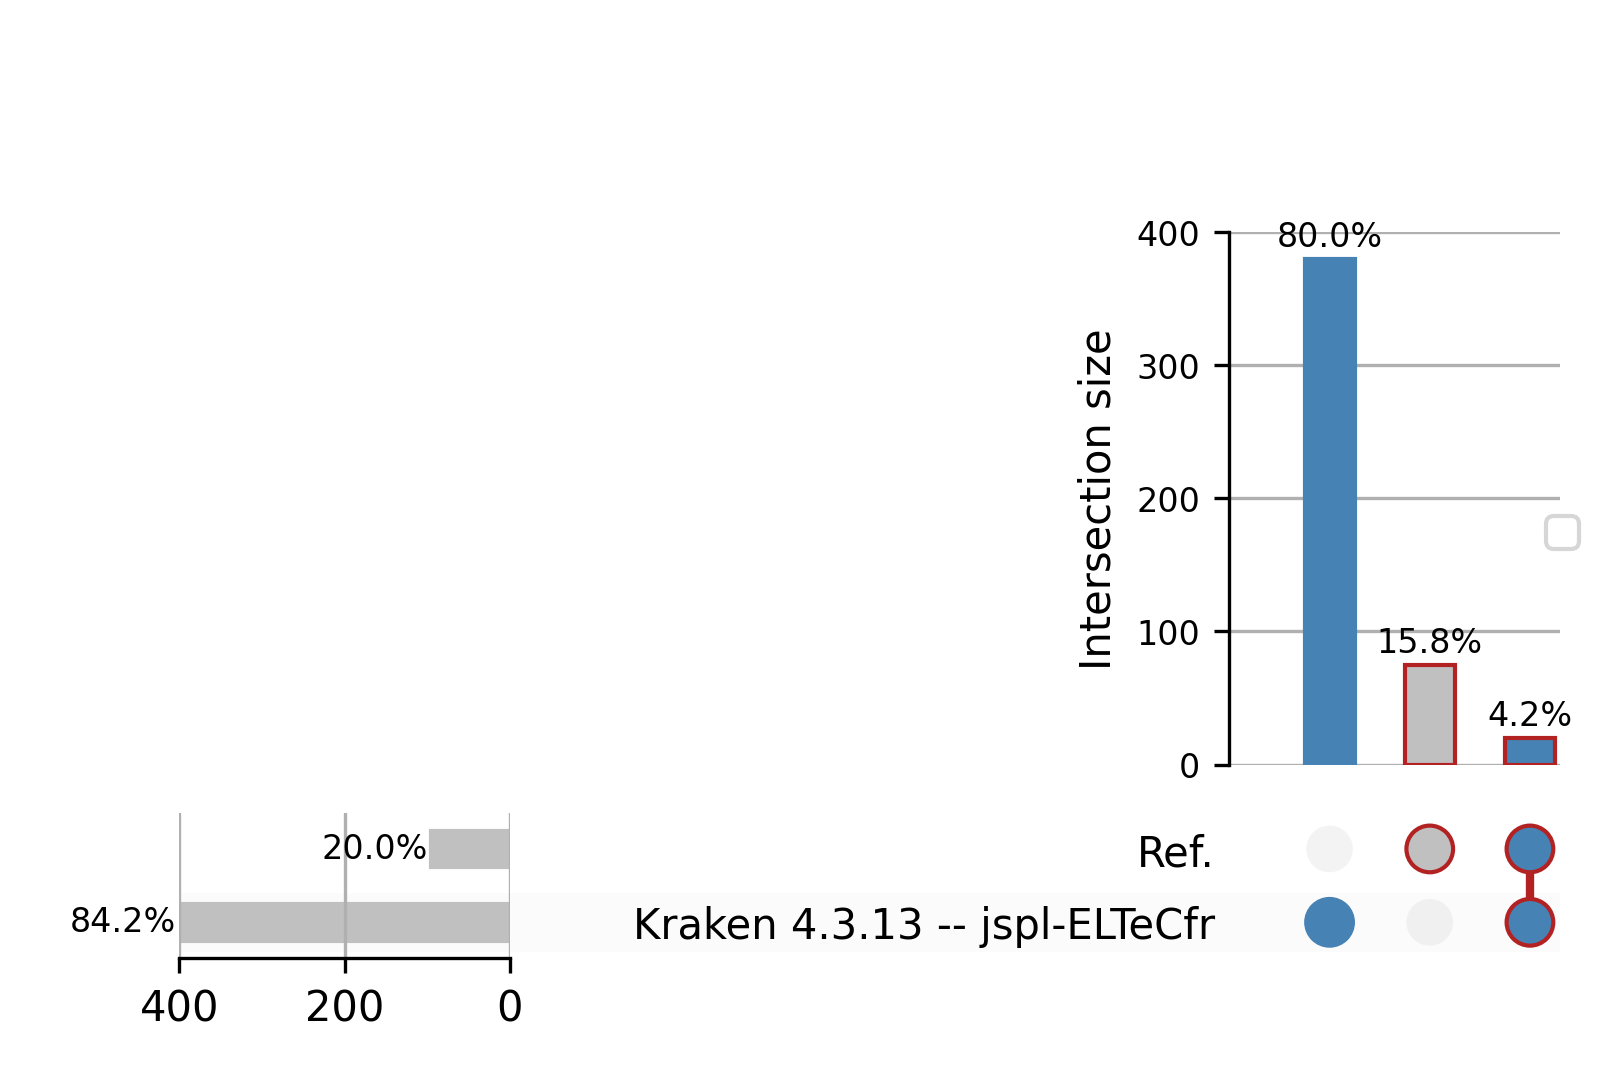 400
80.0%
300
200
100
0
Intersection size
15.8%
4.2%
20.0%
84.2%
Ref.
Kraken 4.3.13 -- jspl-ELTeCfr
400 200 0